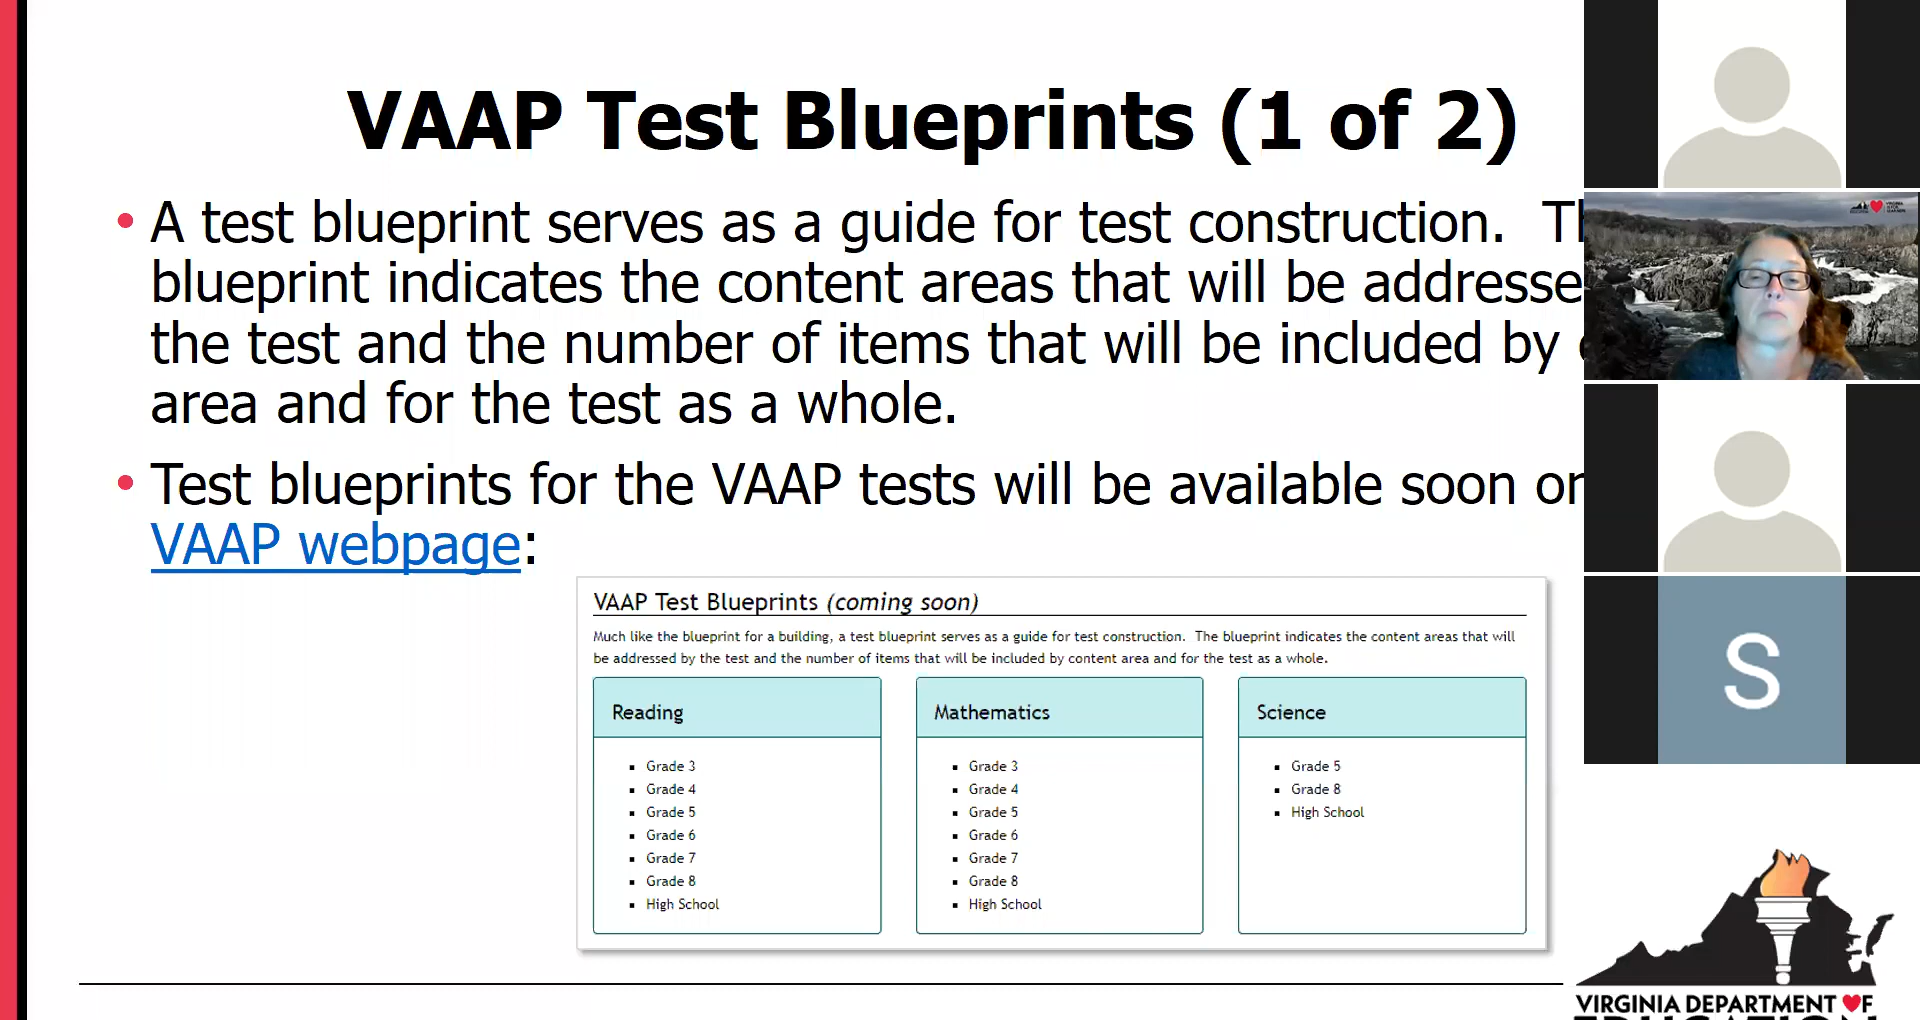 VAAP Test Blueprints (1 of 2)
• A test blueprint serves as a guide for test construction.
blueprint indicates the content areas that will be
the test and the number of items that will be included by
area and for the test as a whole.
• Test blueprints for the VAAP tests will be available soon
VAAP webpage:
VAAP Test Blueprints (coming soon)
Much like the blueprint for a building, a test blueprint serves as a guide for test construction. The blueprint indicates the content areas that will
be addressed by the test and the number of items that will be included by content area and for the test as a whole.
Reading
▪ Grade 3
▪ Grade 4
▪ Grade 5
▪ Grade 6
▪ Grade 7
▪ Grade 8
▪ High School
Mathematics
▪ Grade 3
▪ Grade 4
▪ Grade 5
▪ Grade 6
▪ Grade 7
▪ Grade 8
▪ High School
Science
▪ Grade 5
▪ Grade 8
▪ High School
S
VIRGINIA DEPARTMENT OF
EDUCATION